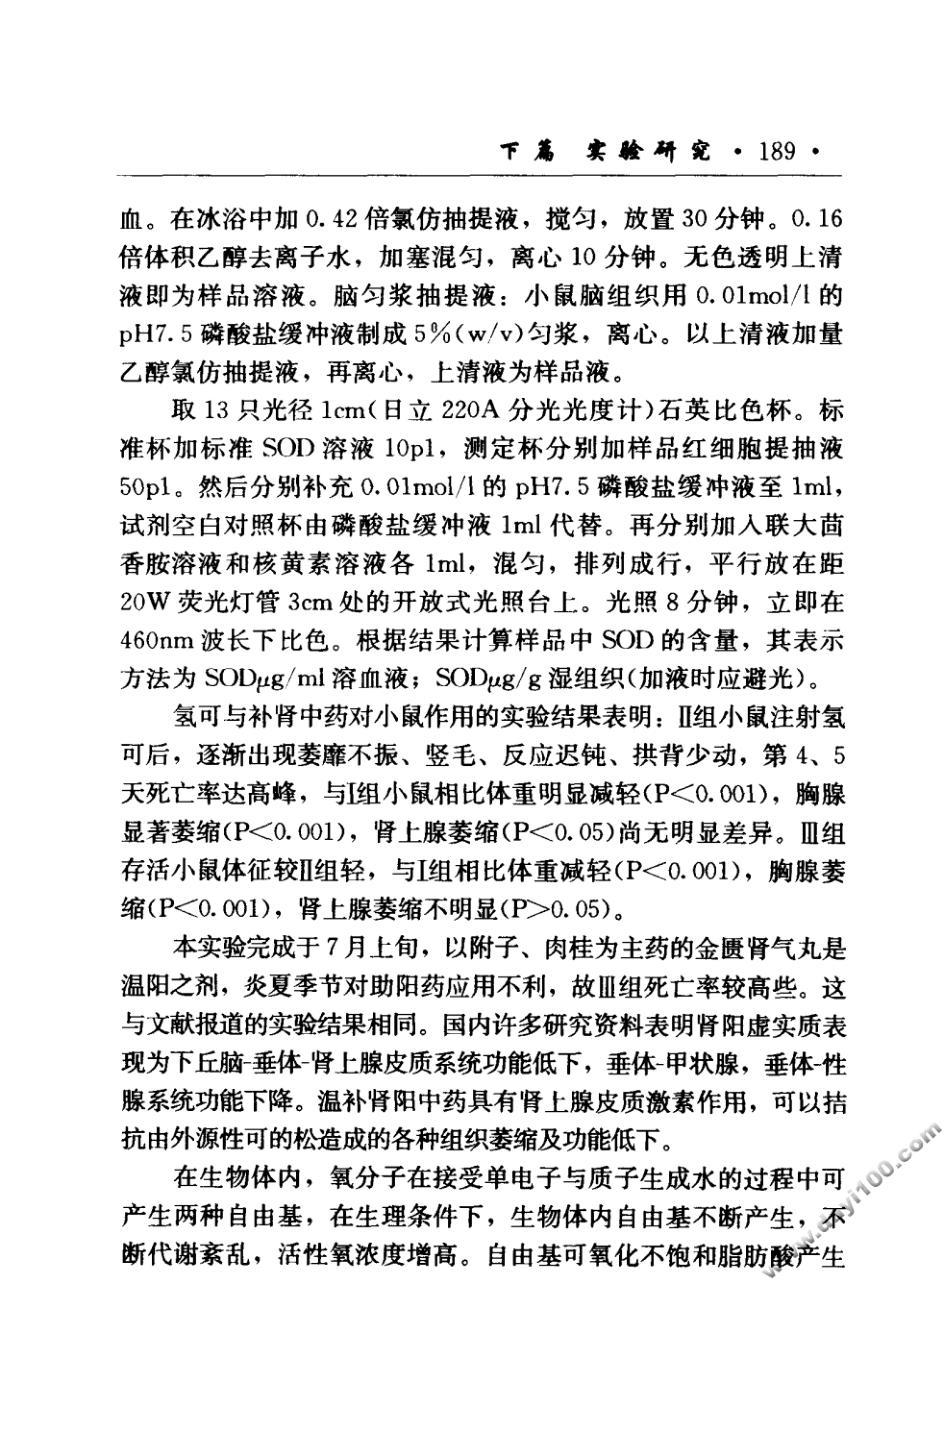 下篇 实验研究 · 189 ·
血。在冰浴中加 0.42 倍氯仿抽提液，搅匀，放置 30 分钟。0.16
倍体积乙醇去离子水，加塞混匀，离心 10 分钟。无色透明上清
液即为样品溶液。脑匀浆抽提液：小鼠脑组织用 0.01mol/l 的
pH7.5 磷酸盐缓冲液制成 5%(w/v)匀浆，离心。以上清液加量
乙醇氯仿抽提液，再离心，上清液为样品液。
取 13 只光径 1cm(日立 220A 分光光度计)石英比色杯。标
准杯加标准 SOD 溶液 10p1，测定杯分别加样品红细胞提抽液
50p1。然后分别补充 0.01mol/l 的 pH7.5 磷酸盐缓冲液至 1ml，
试剂空白对照杯由磷酸盐缓冲液 1ml 代替。再分别加入联大茴
香胺溶液和核黄素溶液各 1ml，混匀，排列成行，平行放在距
20W 荧光灯管 3cm 处的开放式光照台上。光照 8 分钟，立即在
460nm 波长下比色。根据结果计算样品中 SOD 的含量，其表示
方法为 SODμg/ml 溶血液；SODμg/g 湿组织(加液时应避光)。
氢可与补肾中药对小鼠作用的实验结果表明：Ⅱ组小鼠注射氢
可后，逐渐出现萎靡不振、竖毛、反应迟钝、拱背少动，第 4、5
天死亡率达高峰，与Ⅰ组小鼠相比体重明显减轻(P<0.001)，胸腺
显著萎缩(P<0.001)，肾上腺萎缩(P<0.05)尚无明显差异。Ⅲ组
存活小鼠体征较Ⅱ组轻，与Ⅰ组相比体重减轻(P<0.001)，胸腺萎
缩(P<0.001)，肾上腺萎缩不明显(P>0.05)。
本实验完成于 7 月上旬，以附子、肉桂为主药的金匮肾气丸是
温阳之剂，炎夏季节对助阳药应用不利，故Ⅲ组死亡率较高些。这
与文献报道的实验结果相同。国内许多研究资料表明肾阳虚实质表
现为下丘脑-垂体-肾上腺皮质系统功能低下，垂体-甲状腺，垂体-性
腺系统功能下降。温补肾阳中药具有肾上腺皮质激素作用，可以拮
抗由外源性可的松造成的各种组织萎缩及功能低下。
在生物体内，氧分子在接受单电子与质子生成水的过程中可
产生两种自由基，在生理条件下，生物体内自由基不断产生，不
断代谢紊乱，活性氧浓度增高。自由基可氧化不饱和脂肪酸产生